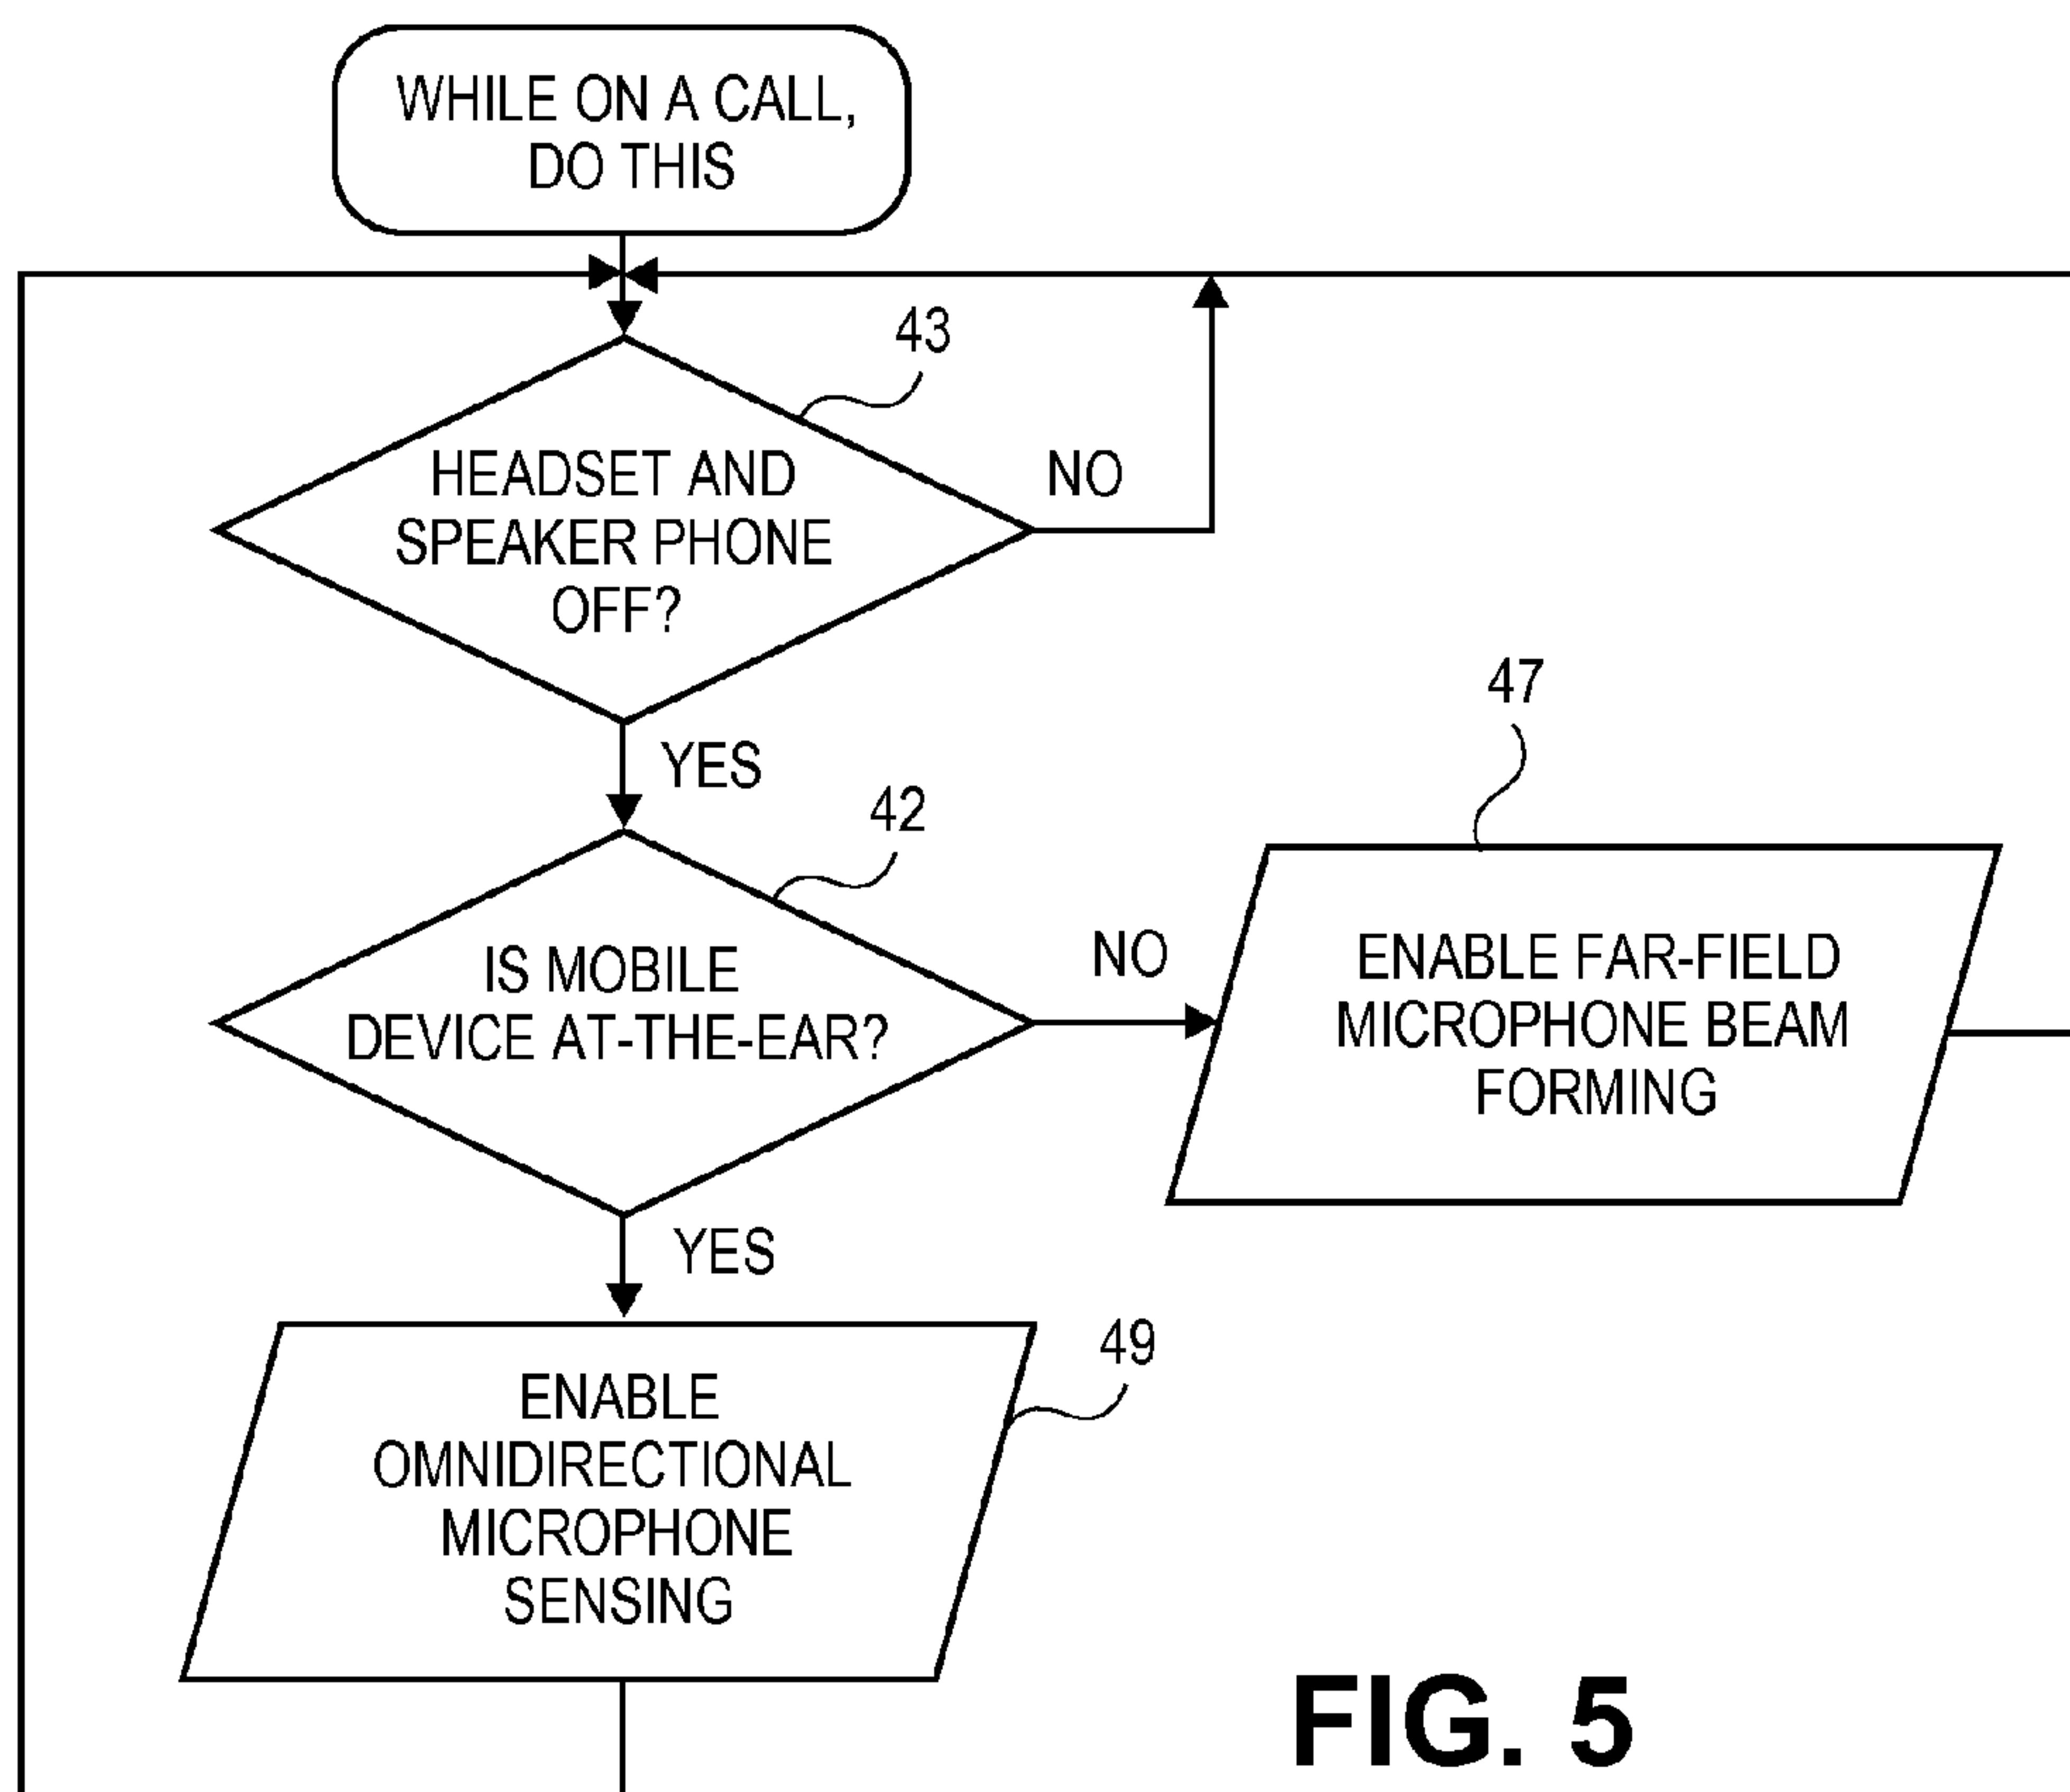 WHILE ON A CALL,
DO THIS
43
HEADSET AND
SPEAKER PHONE
OFF?
NO
YES
42
IS MOBILE
DEVICE AT-THE-EAR?
NO
47
ENABLE FAR-FIELD
MICROPHONE BEAM
FORMING
YES
49
ENABLE
OMNIDIRECTIONAL
MICROPHONE
SENSING
FIG. 5